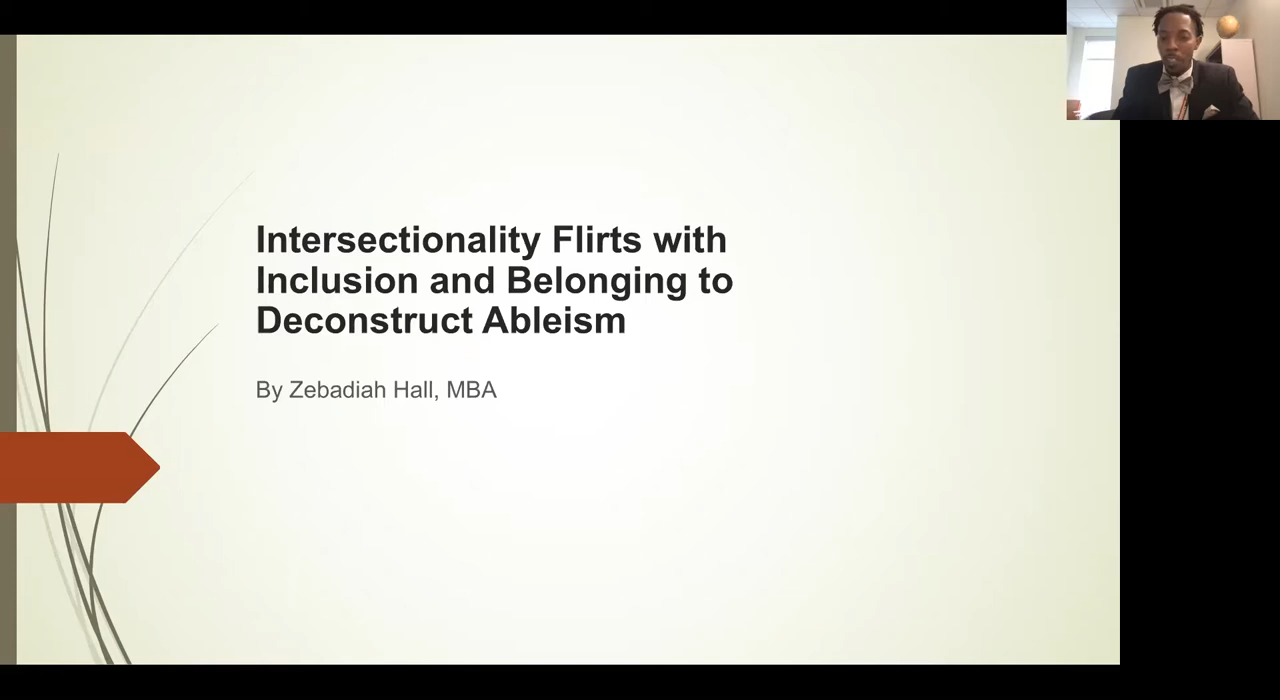 Intersectionality Flirts with
Inclusion and Belonging to
Deconstruct Ableism
By Zebadiah Hall, MBA